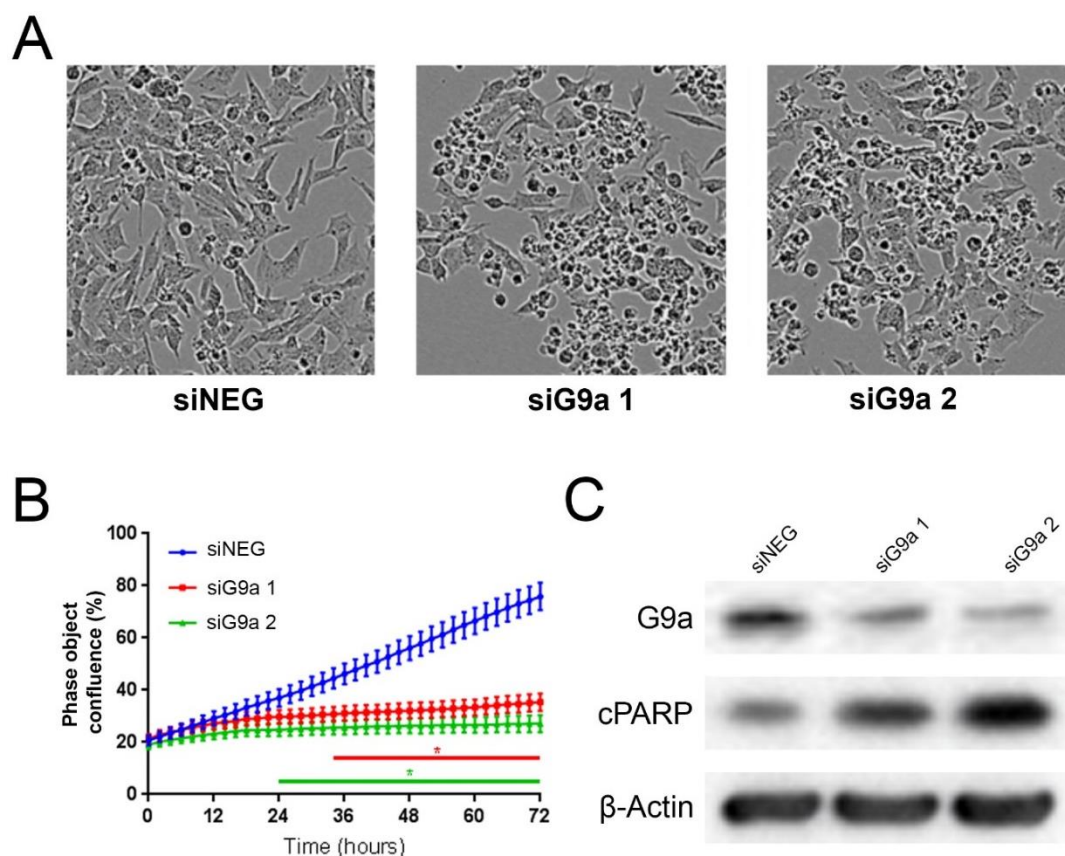 A
siNEG
siG9a 1
siG9a 2
B
Phase object
confluence (%)
100
80
60
40
20
0
siNEG
siG9a 1
siG9a 2
*
*
0
12
24
36
48
60
72
Time (hours)
C
siNEG
siG9a 1
siG9a 2
G9a
cPARP
β-Actin